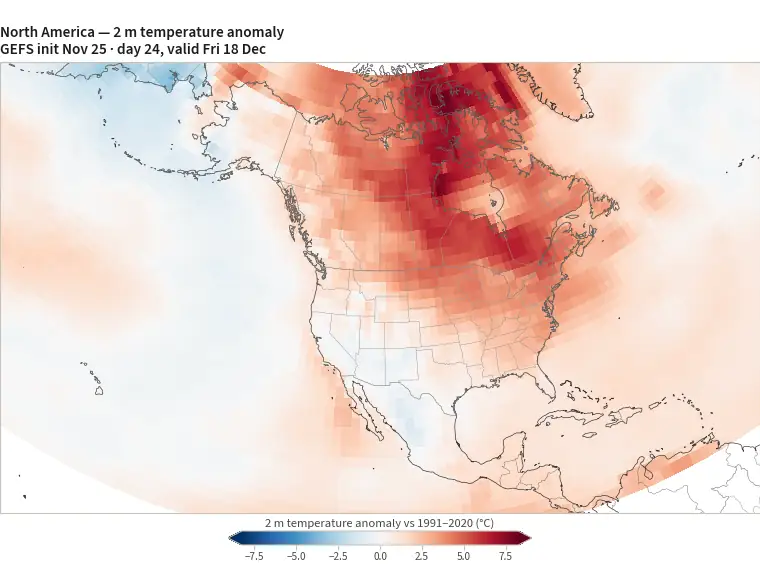 North America — 2 m temperature anomaly
GEFS init Nov 25 · day 24, valid Fri 18 Dec
2 m temperature anomaly vs 1991–2020 (°C)
−7.5 −5.0 −2.5 0.0 2.5 5.0 7.5